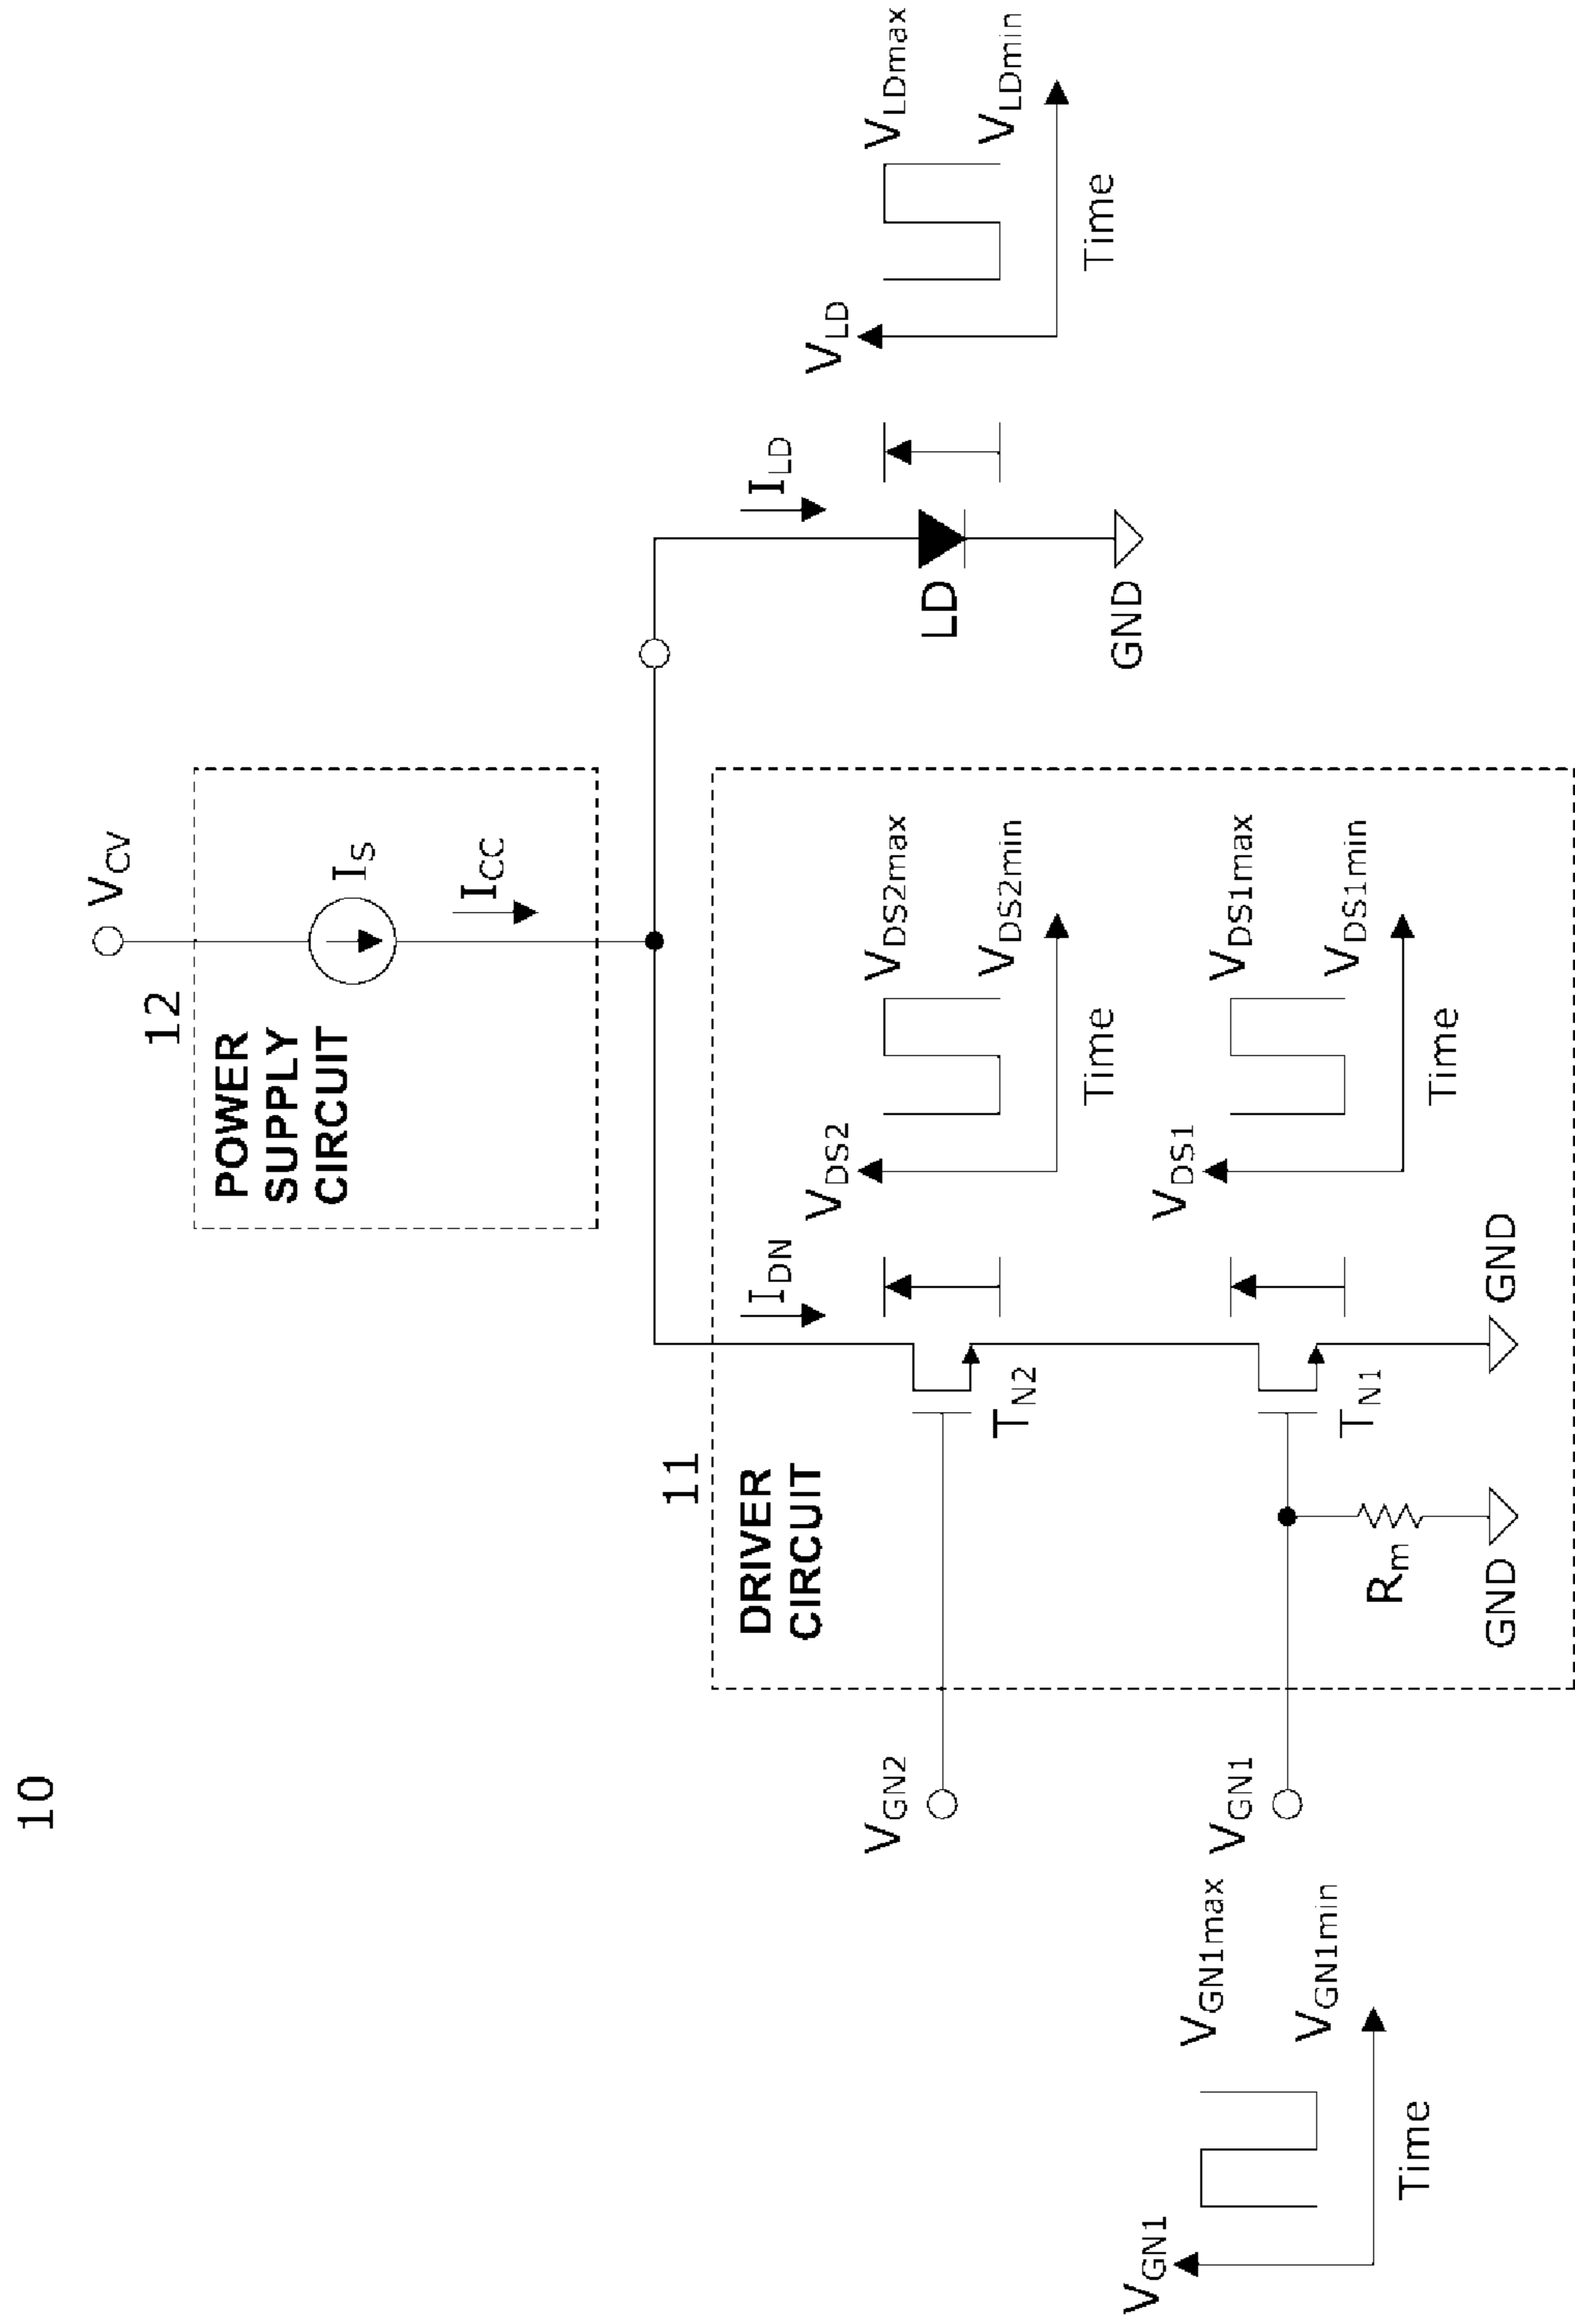 10
V_CV
12
POWER
SUPPLY
CIRCUIT
I_S
I_CC
11
DRIVER
CIRCUIT
I_DN
I_LD
V_GN2
T_N2
V_DS2
V_DS2max
V_DS2min
Time
LD
GND
V_LD
V_LDmax
V_LDmin
Time
V_GN1
V_GN1max
V_GN1min
Time
V_GN1
R_m
GND
T_N1
GND
V_DS1
V_DS1max
V_DS1min
Time